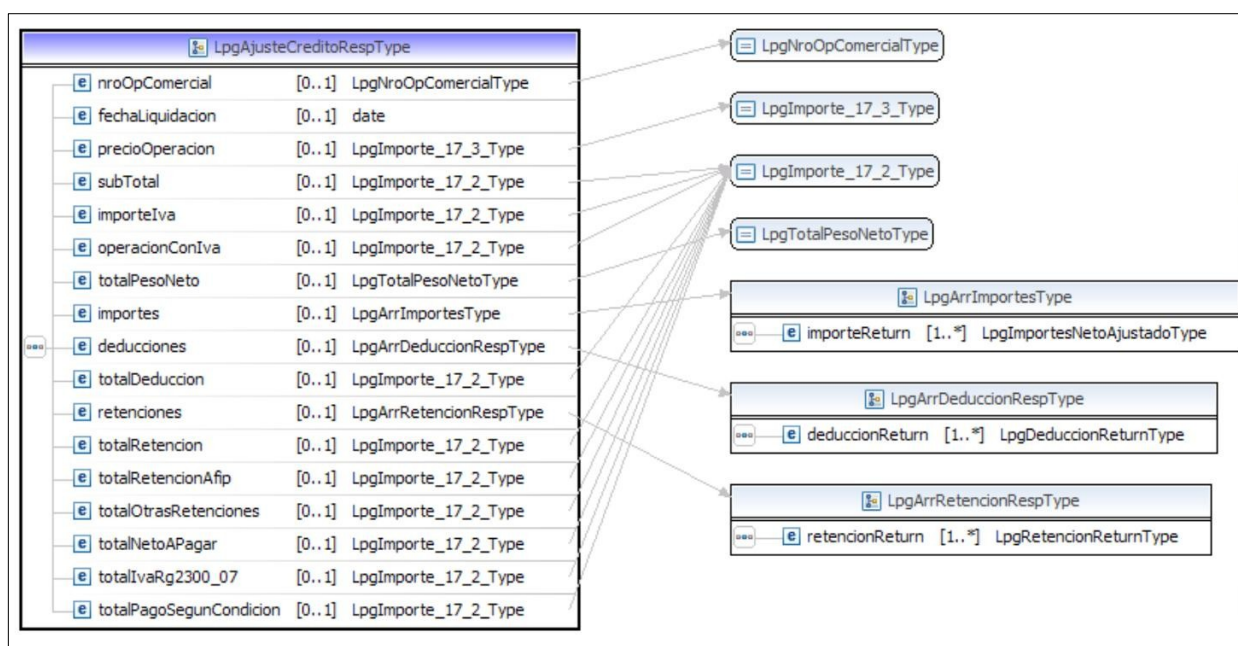 LpgAjusteCreditoRespType
e nroOpComercial [0..1] LpgNroOpComercialType
e fechaLiquidacion [0..1] date
e precioOperacion [0..1] LpgImporte_17_3_Type
e subTotal [0..1] LpgImporte_17_2_Type
e importeIva [0..1] LpgImporte_17_2_Type
e operacionConIva [0..1] LpgImporte_17_2_Type
e totalPesoNeto [0..1] LpgTotalPesoNetoType
e importes [0..1] LpgArrImportesType
e deducciones [0..1] LpgArrDeduccionRespType
e totalDeduccion [0..1] LpgImporte_17_2_Type
e retenciones [0..1] LpgArrRetencionRespType
e totalRetencion [0..1] LpgImporte_17_2_Type
e totalRetencionAfip [0..1] LpgImporte_17_2_Type
e totalOtrasRetenciones [0..1] LpgImporte_17_2_Type
e totalNetoAPagar [0..1] LpgImporte_17_2_Type
e totalIvaRg2300_07 [0..1] LpgImporte_17_2_Type
e totalPagoSegunCondicion [0..1] LpgImporte_17_2_Type
LpgNroOpComercialType
LpgImporte_17_3_Type
LpgImporte_17_2_Type
LpgTotalPesoNetoType
LpgArrImportesType
e importeReturn [1..*] LpgImportesNetoAjustadoType
LpgArrDeduccionRespType
e deduccionReturn [1..*] LpgDeduccionReturnType
LpgArrRetencionRespType
e retencionReturn [1..*] LpgRetencionReturnType